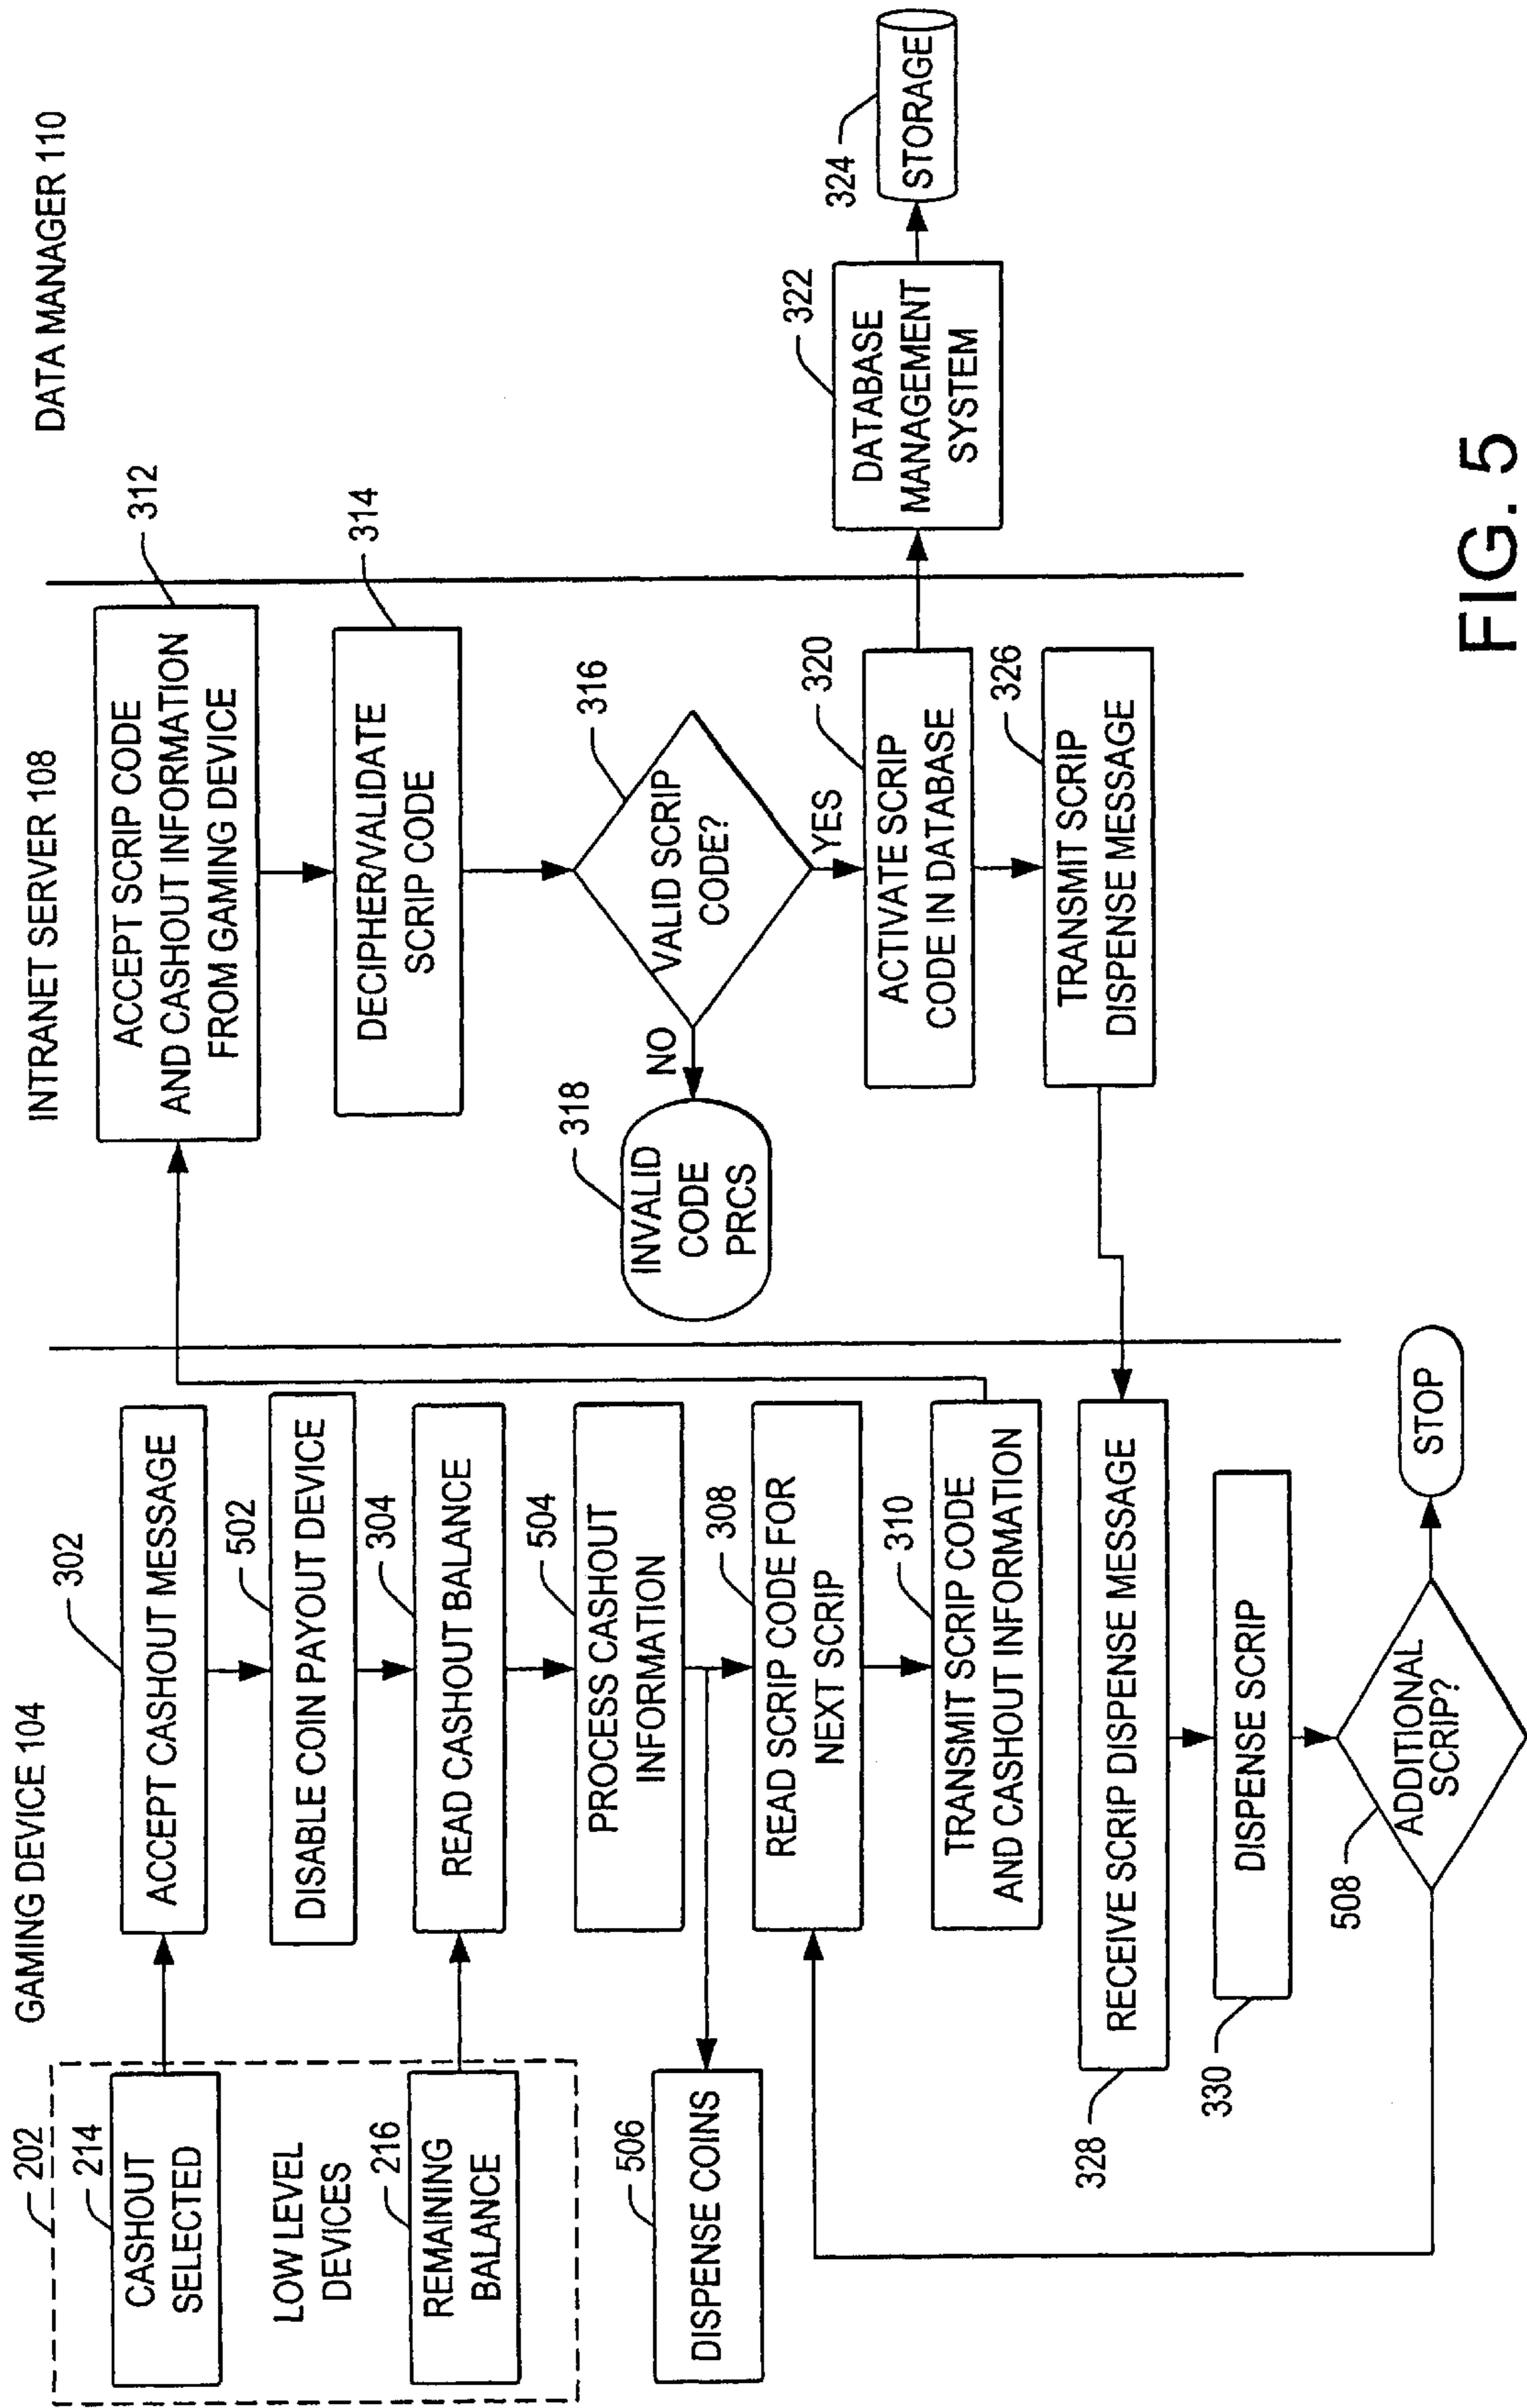 GAMING DEVICE 104
INTRANET SERVER 108
DATA MANAGER 110
202
214
CASHOUT
SELECTED
LOW LEVEL
DEVICES
216
REMAINING
BALANCE
302
ACCEPT CASHOUT MESSAGE
502
DISABLE COIN PAYOUT DEVICE
304
READ CASHOUT BALANCE
504
PROCESS CASHOUT
INFORMATION
506
DISPENSE COINS
308
READ SCRIP CODE FOR
NEXT SCRIP
310
TRANSMIT SCRIP CODE
AND CASHOUT INFORMATION
328
RECEIVE SCRIP DISPENSE MESSAGE
330
DISPENSE SCRIP
508
ADDITIONAL
SCRIP?
STOP
312
ACCEPT SCRIP CODE
AND CASHOUT INFORMATION
FROM GAMING DEVICE
314
DECIPHER/VALIDATE
SCRIP CODE
316
VALID SCRIP
CODE?
NO
YES
318
INVALID
CODE
PRCS
320
ACTIVATE SCRIP
CODE IN DATABASE
326
TRANSMIT SCRIP
DISPENSE MESSAGE
322
DATABASE
MANAGEMENT
SYSTEM
324
STORAGE
FIG. 5